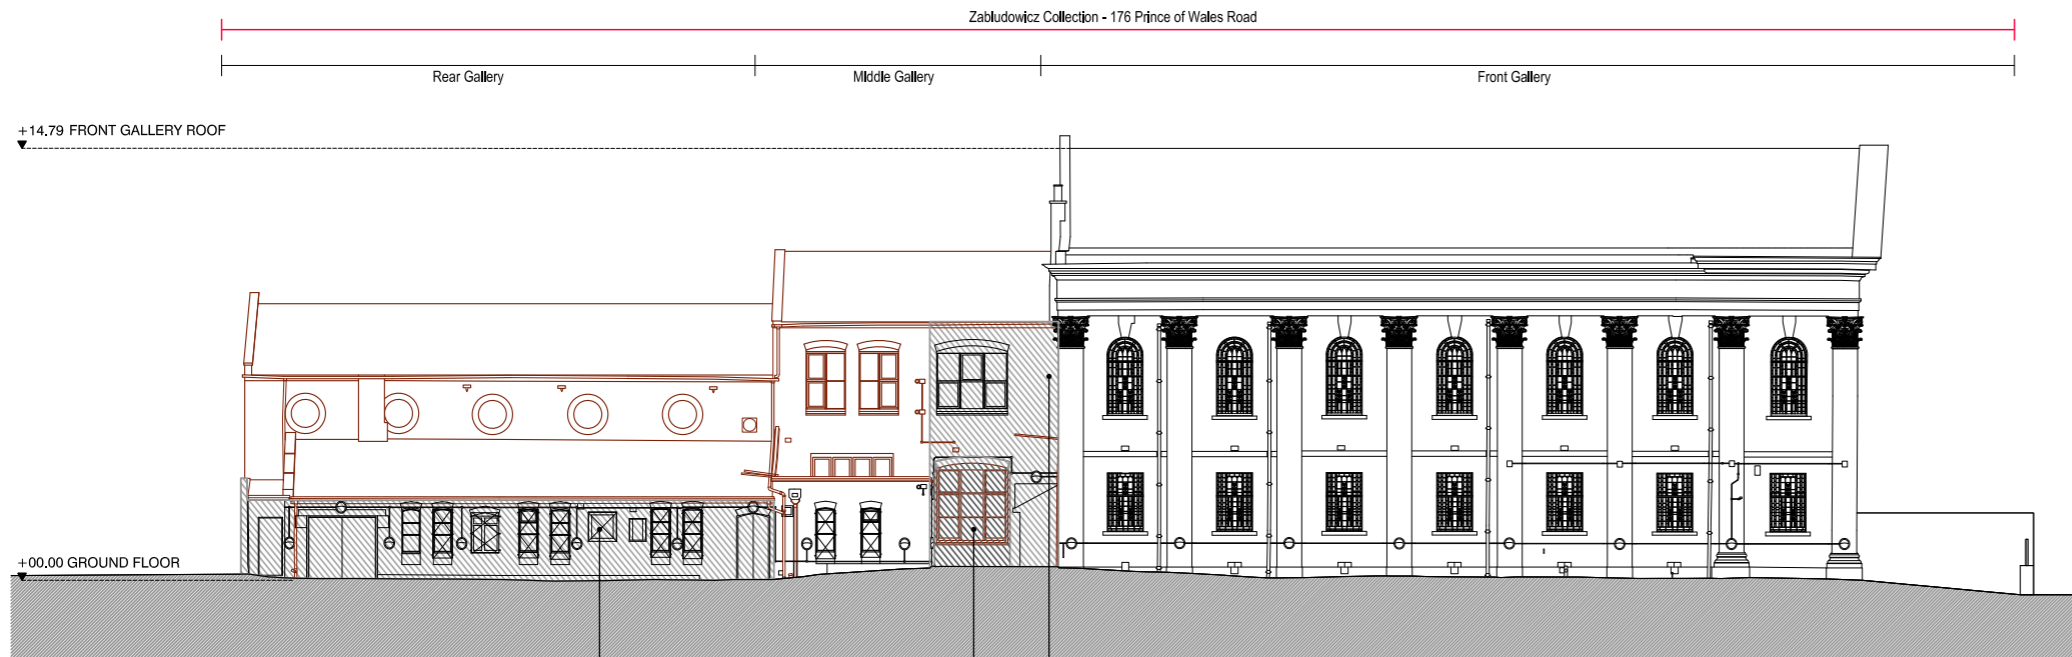 Zabludowicz Collection - 176 Prince of Wales Road
Rear Gallery
MIddle Gallery
Front Gallery
+14.79 FRONT GALLERY ROOF
+00.00 GROUND FLOOR